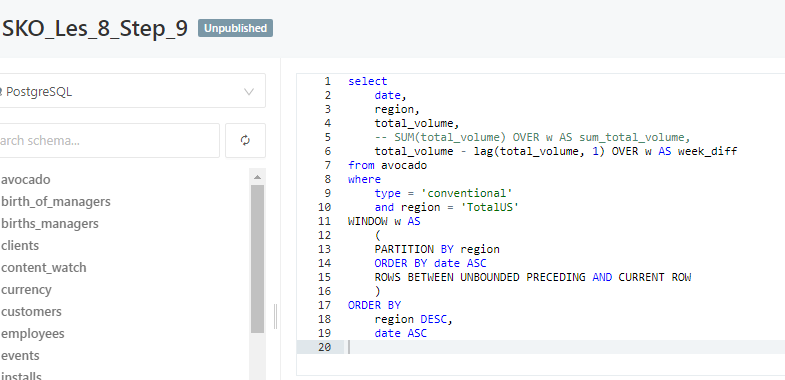 SKO_Les_8_Step_9 Unpublished
PostgreSQL
arch schema...
avocado
birth_of_managers
births_managers
clients
content_watch
currency
customers
employees
events
installs
1 select
2 date,
3 region,
4 total_volume,
5 -- SUM(total_volume) OVER w AS sum_total_volume,
6 total_volume - lag(total_volume, 1) OVER w AS week_diff
7 from avocado
8 where
9 type = 'conventional'
10 and region = 'TotalUS'
11 WINDOW w AS
12 (
13 PARTITION BY region
14 ORDER BY date ASC
15 ROWS BETWEEN UNBOUNDED PRECEDING AND CURRENT ROW
16 )
17 ORDER BY
18 region DESC,
19 date ASC
20